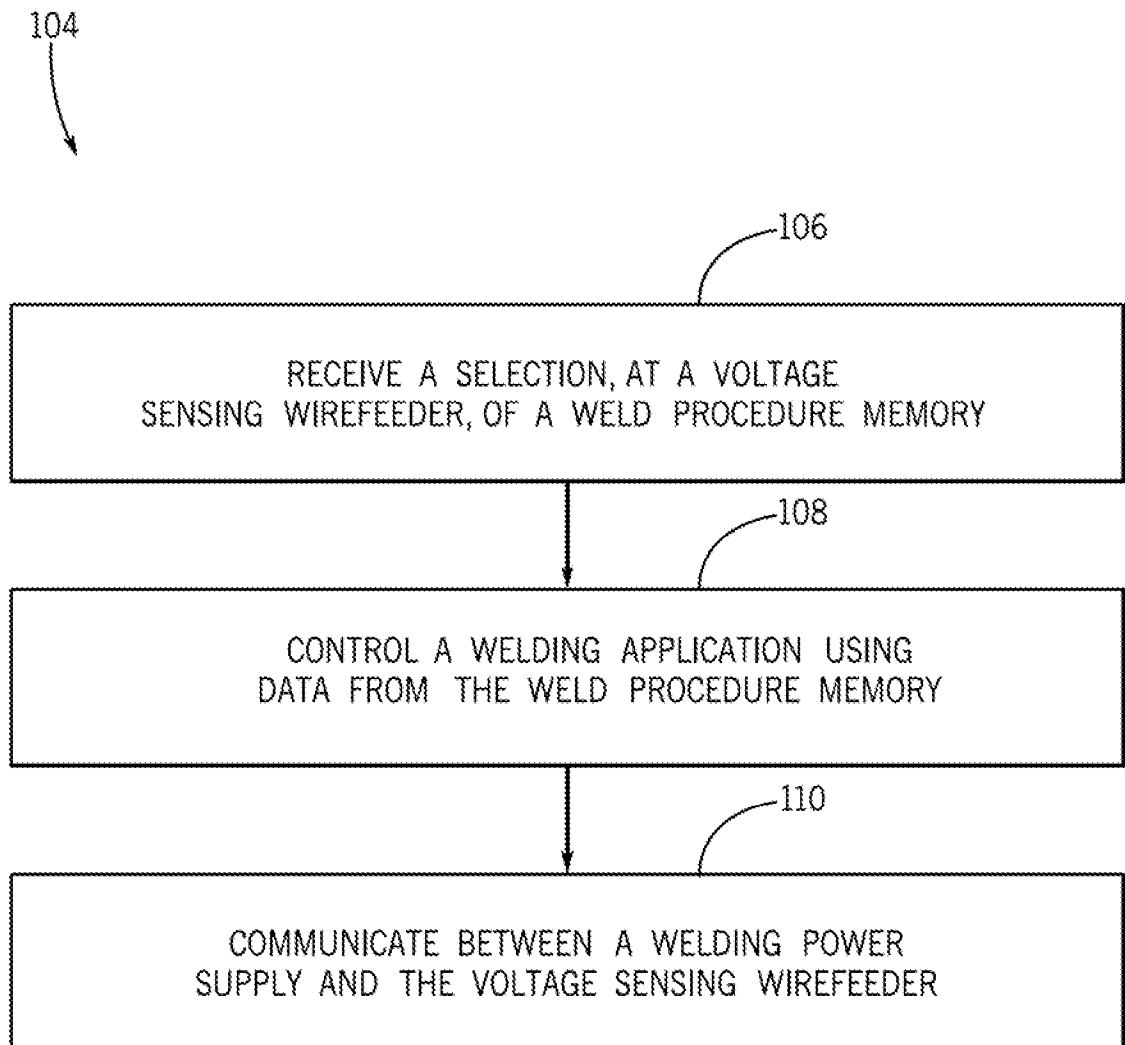 104
106
RECEIVE A SELECTION, AT A VOLTAGE
SENSING WIREFEEDER, OF A WELD PROCEDURE MEMORY
108
CONTROL A WELDING APPLICATION USING
DATA FROM THE WELD PROCEDURE MEMORY
110
COMMUNICATE BETWEEN A WELDING POWER
SUPPLY AND THE VOLTAGE SENSING WIREFEEDER